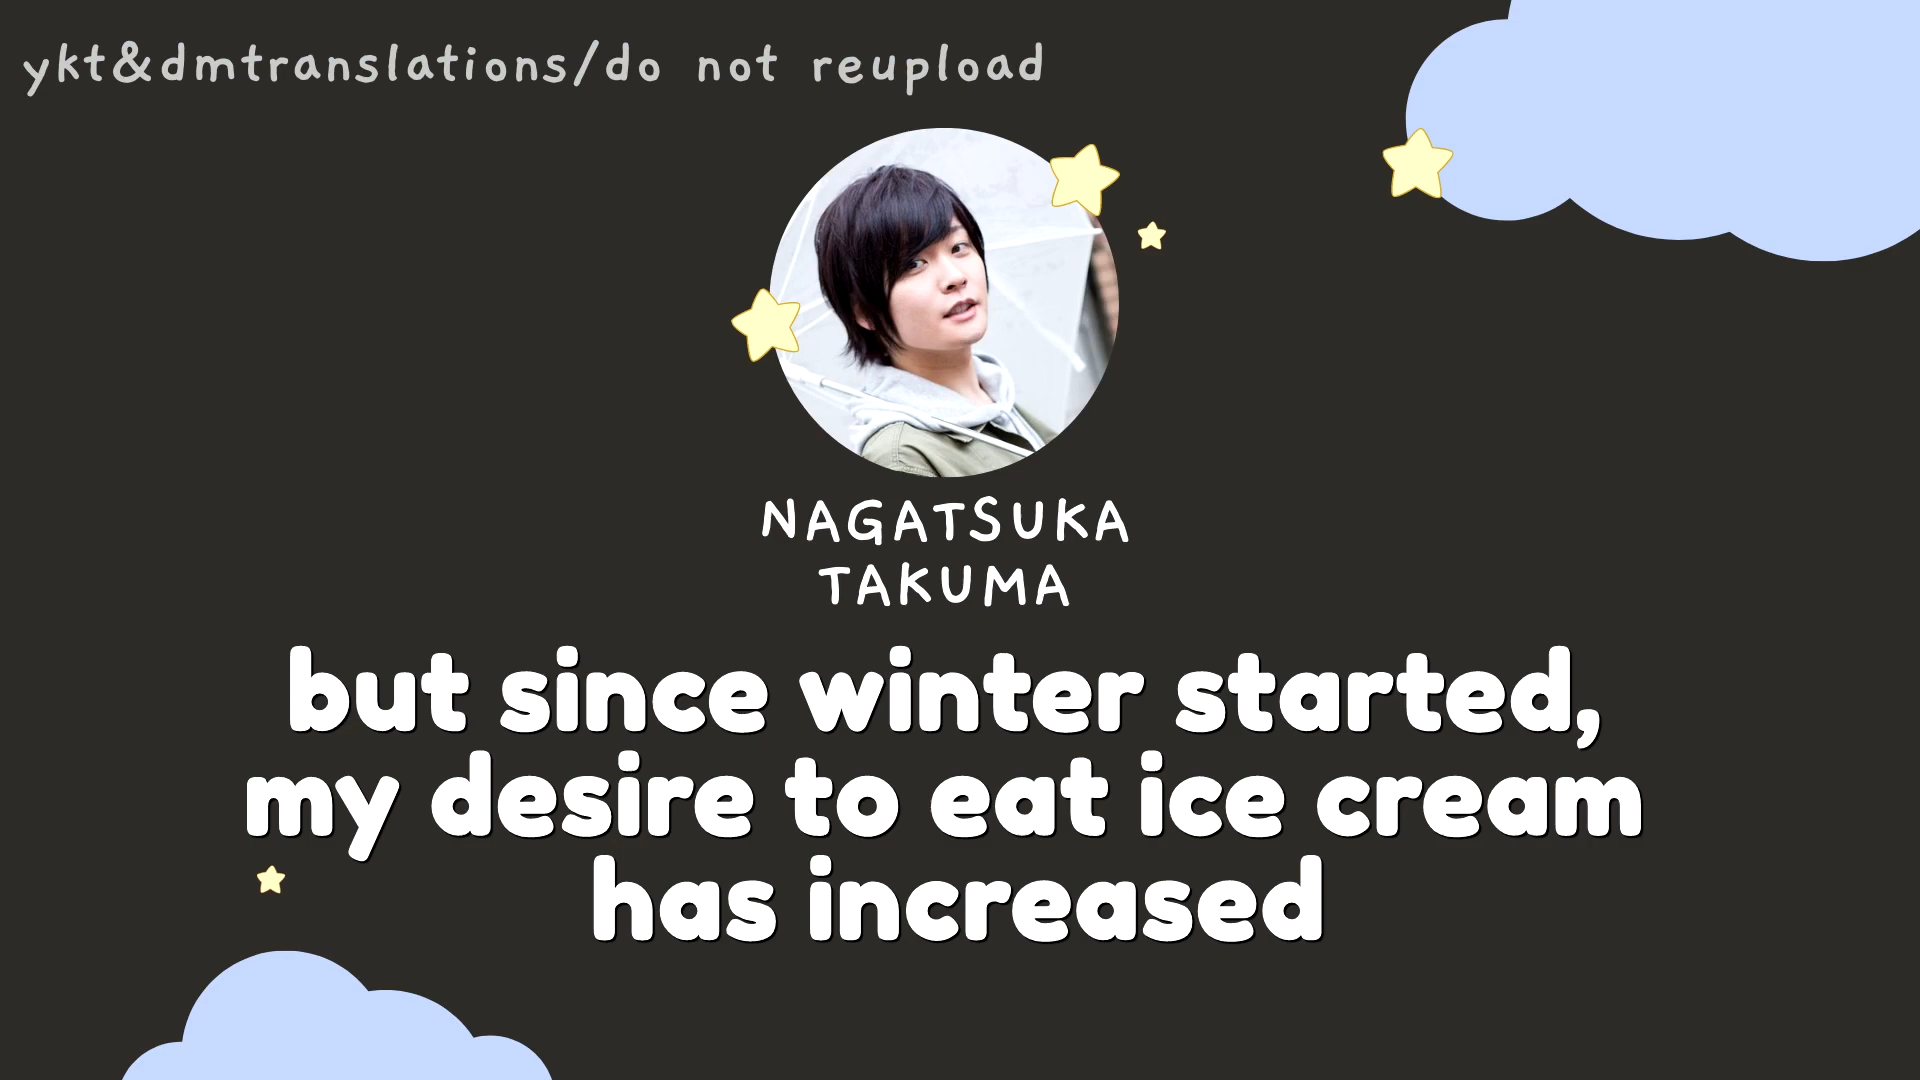 ykt&dmtranslations/do not reupload
NAGATSUKA
TAKUMA
but since winter started,
my desire to eat ice cream
has increased